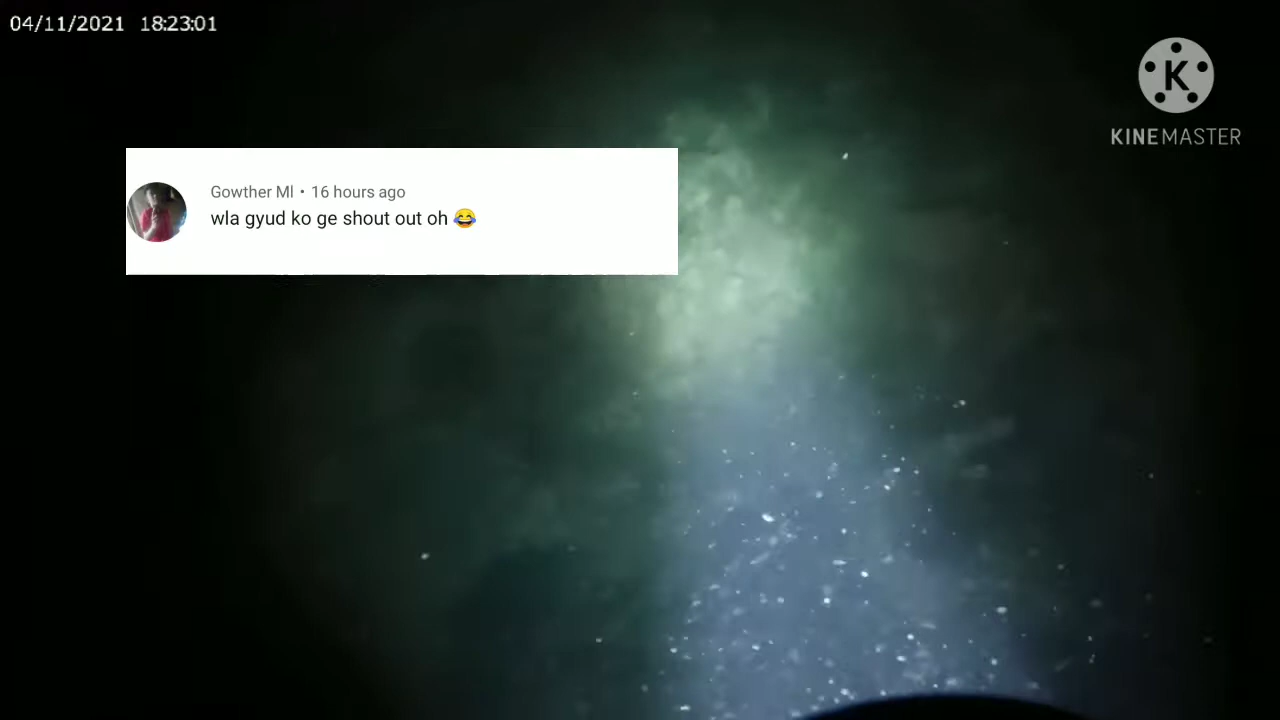 04/11/2021 18:23:01
KINEMASTER
Gowther Ml • 16 hours ago
wla gyud ko ge shout out oh 😂